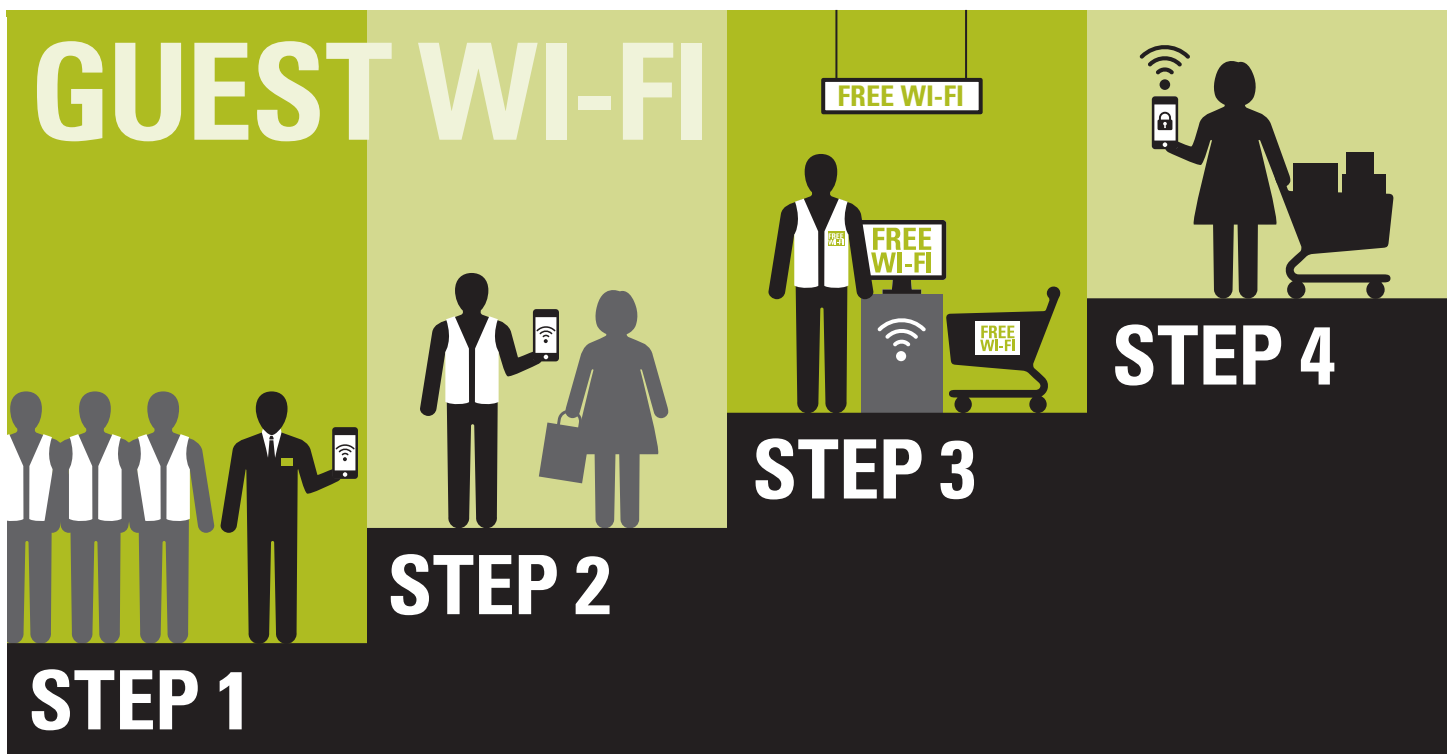 GUEST WI-FI
FREE WI-FI
FREE
WI-FI
FREE
WI-FI
FREE
WI-FI
STEP 4
STEP 3
STEP 2
STEP 1